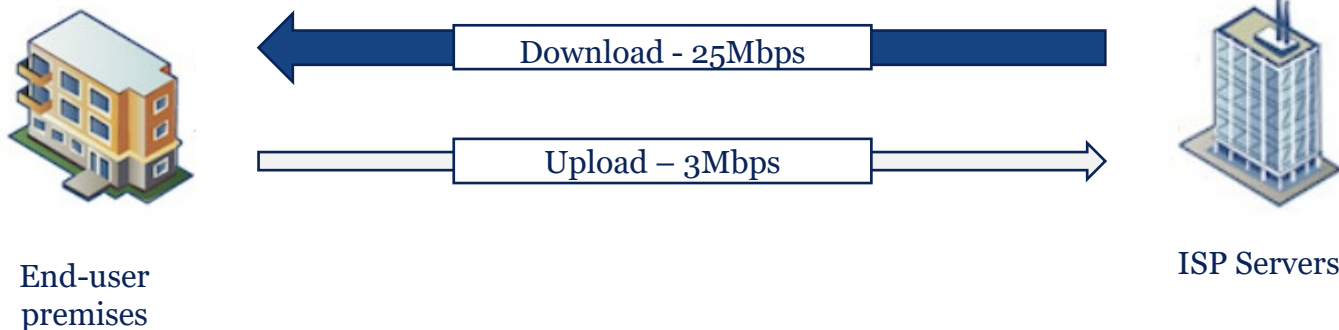 Download - 25Mbps
Upload – 3Mbps
End-user
premises
ISP Servers